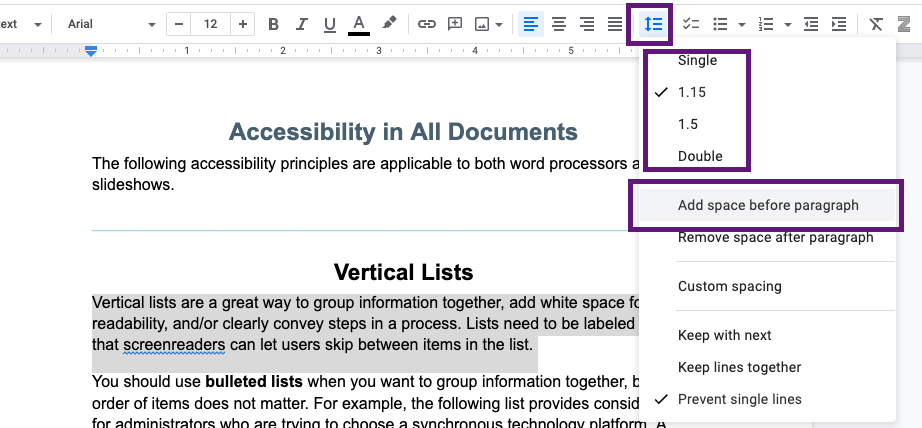 ext Arial − 12 + B I U A
1 2 3 4 5
Single
1.15
1.5
Double
Add space before paragraph
Remove space after paragraph
Custom spacing
Keep with next
Keep lines together
Prevent single lines
Accessibility in All Documents
The following accessibility principles are applicable to both word processors a
slideshows.
Vertical Lists
Vertical lists are a great way to group information together, add white space fo
readability, and/or clearly convey steps in a process. Lists need to be labeled
that screenreaders can let users skip between items in the list.
You should use bulleted lists when you want to group information together, b
order of items does not matter. For example, the following list provides consid
for administrators who are trying to choose a synchronous technology platform. A